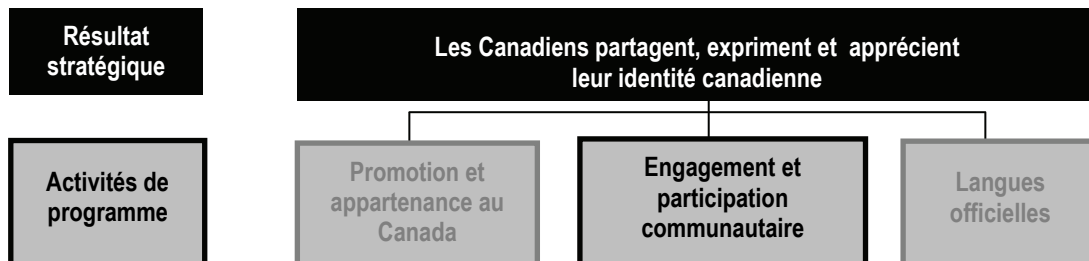 Résultat
stratégique
Les Canadiens partagent, expriment et apprécient
leur identité canadienne
Activités de
programme
Promotion et
appartenance au
Canada
Engagement et
participation
communautaire
Langues
officielles